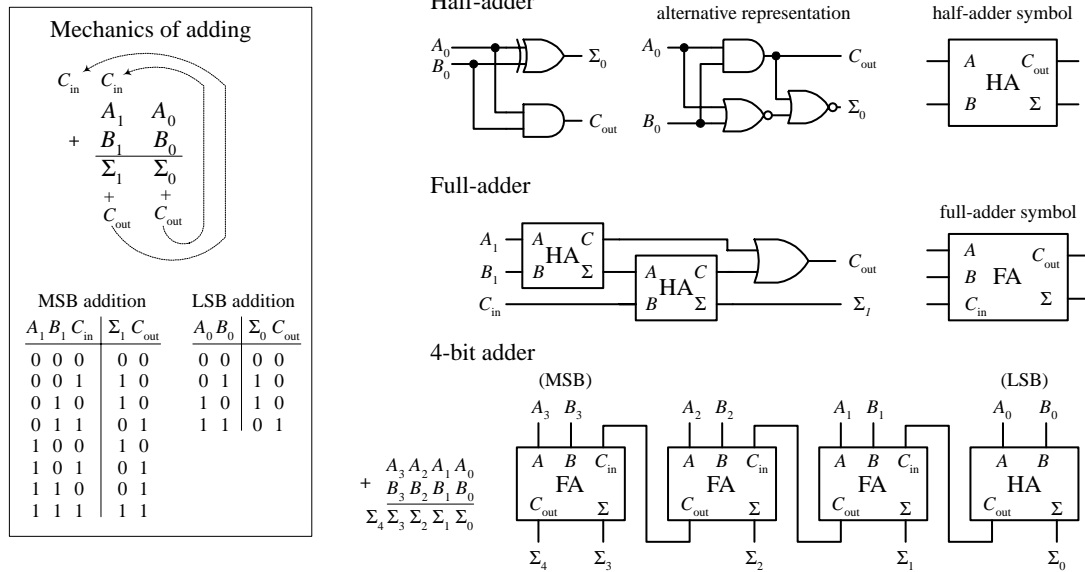 Mechanics of adding
C_in C_in
A_1 A_0
+ B_1 B_0
Σ_1 Σ_0
+ +
C_out C_out
MSB addition
A_1 B_1 C_in Σ_1 C_out
0 0 0 0 0
0 0 1 1 0
0 1 0 1 0
0 1 1 0 1
1 0 0 1 0
1 0 1 0 1
1 1 0 0 1
1 1 1 1 1
LSB addition
A_0 B_0 Σ_0 C_out
0 0 0 0
0 1 1 0
1 0 1 0
1 1 0 1
Half-adder
A_0
B_0
Σ_0
C_out
alternative representation
A_0
B_0
C_out
Σ_0
half-adder symbol
A C_out
HA
B Σ
Full-adder
A_1
B_1
C_in
A C
HA
B Σ
A C
HA
B Σ
C_out
Σ_1
full-adder symbol
A C_out
B FA
C_in Σ
4-bit adder
(MSB) (LSB)
A_3 B_3 A_2 B_2 A_1 B_1 A_0 B_0
A B C_in A B C_in A B C_in A B
FA FA FA HA
C_out Σ C_out Σ C_out Σ C_out Σ
Σ_4 Σ_3 Σ_2 Σ_1 Σ_0
A_3 A_2 A_1 A_0
+ B_3 B_2 B_1 B_0
Σ_4 Σ_3 Σ_2 Σ_1 Σ_0